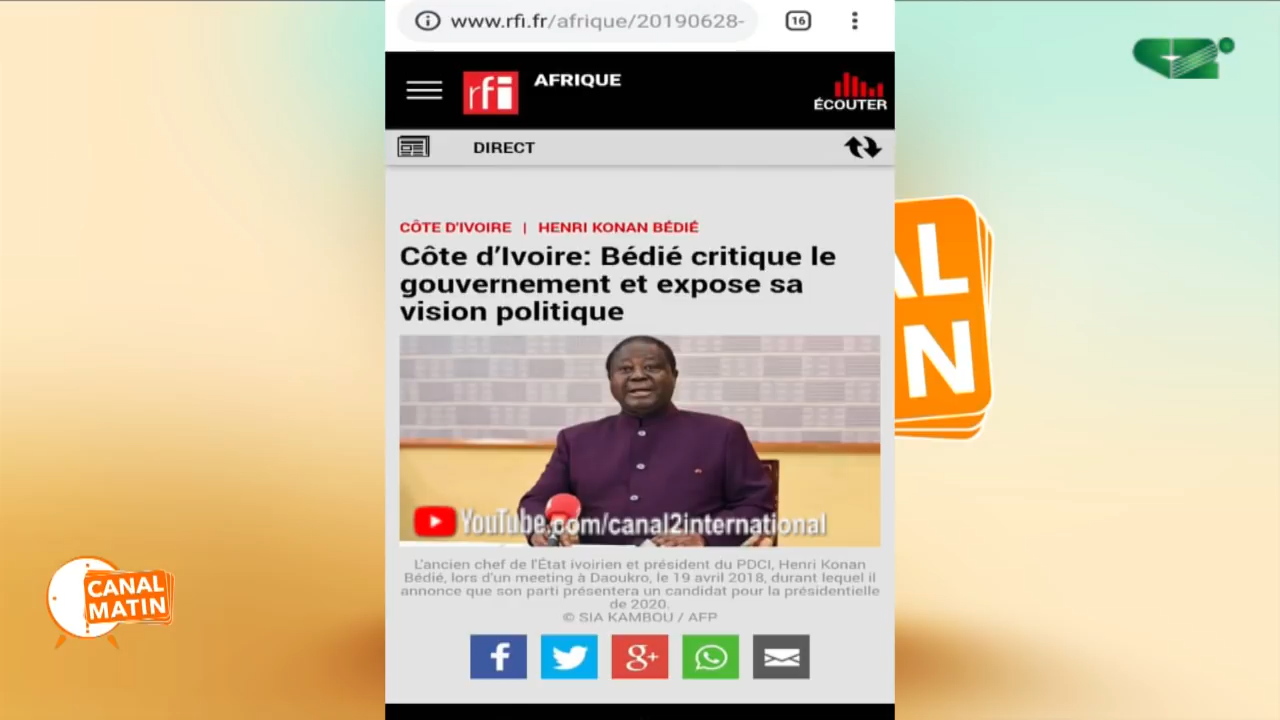 www.rfi.fr/afrique/20190628-
16
rfi
AFRIQUE
ÉCOUTER
DIRECT
CÔTE D'IVOIRE | HENRI KONAN BÉDIÉ
Côte d’Ivoire: Bédié critique le
gouvernement et expose sa
vision politique
YouTube.com/canal2international
L'ancien chef de l'État ivoirien et président du PDCI, Henri Konan
Bédié, lors d'un meeting à Daoukro, le 19 avril 2018, durant lequel il
annonce que son parti présentera un candidat pour la présidentielle
de 2020.
© SIA KAMBOU / AFP
f
g+
CANAL
MATIN
AL
N